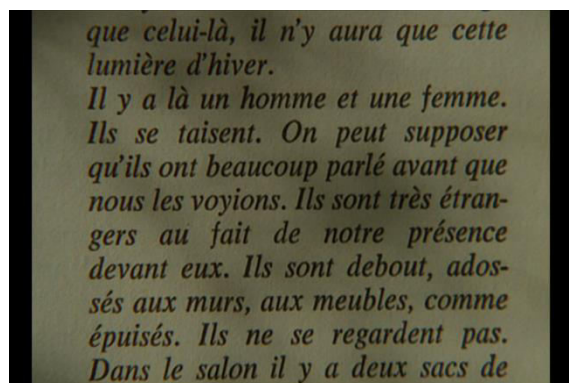 que celui-là, il n'y aura que cette
lumière d'hiver.
Il y a là un homme et une femme.
Ils se taisent. On peut supposer
qu'ils ont beaucoup parlé avant que
nous les voyions. Ils sont très étran-
gers au fait de notre présence
devant eux. Ils sont debout, ados-
sés aux murs, aux meubles, comme
épuisés. Ils ne se regardent pas.
Dans le salon il y a deux sacs de